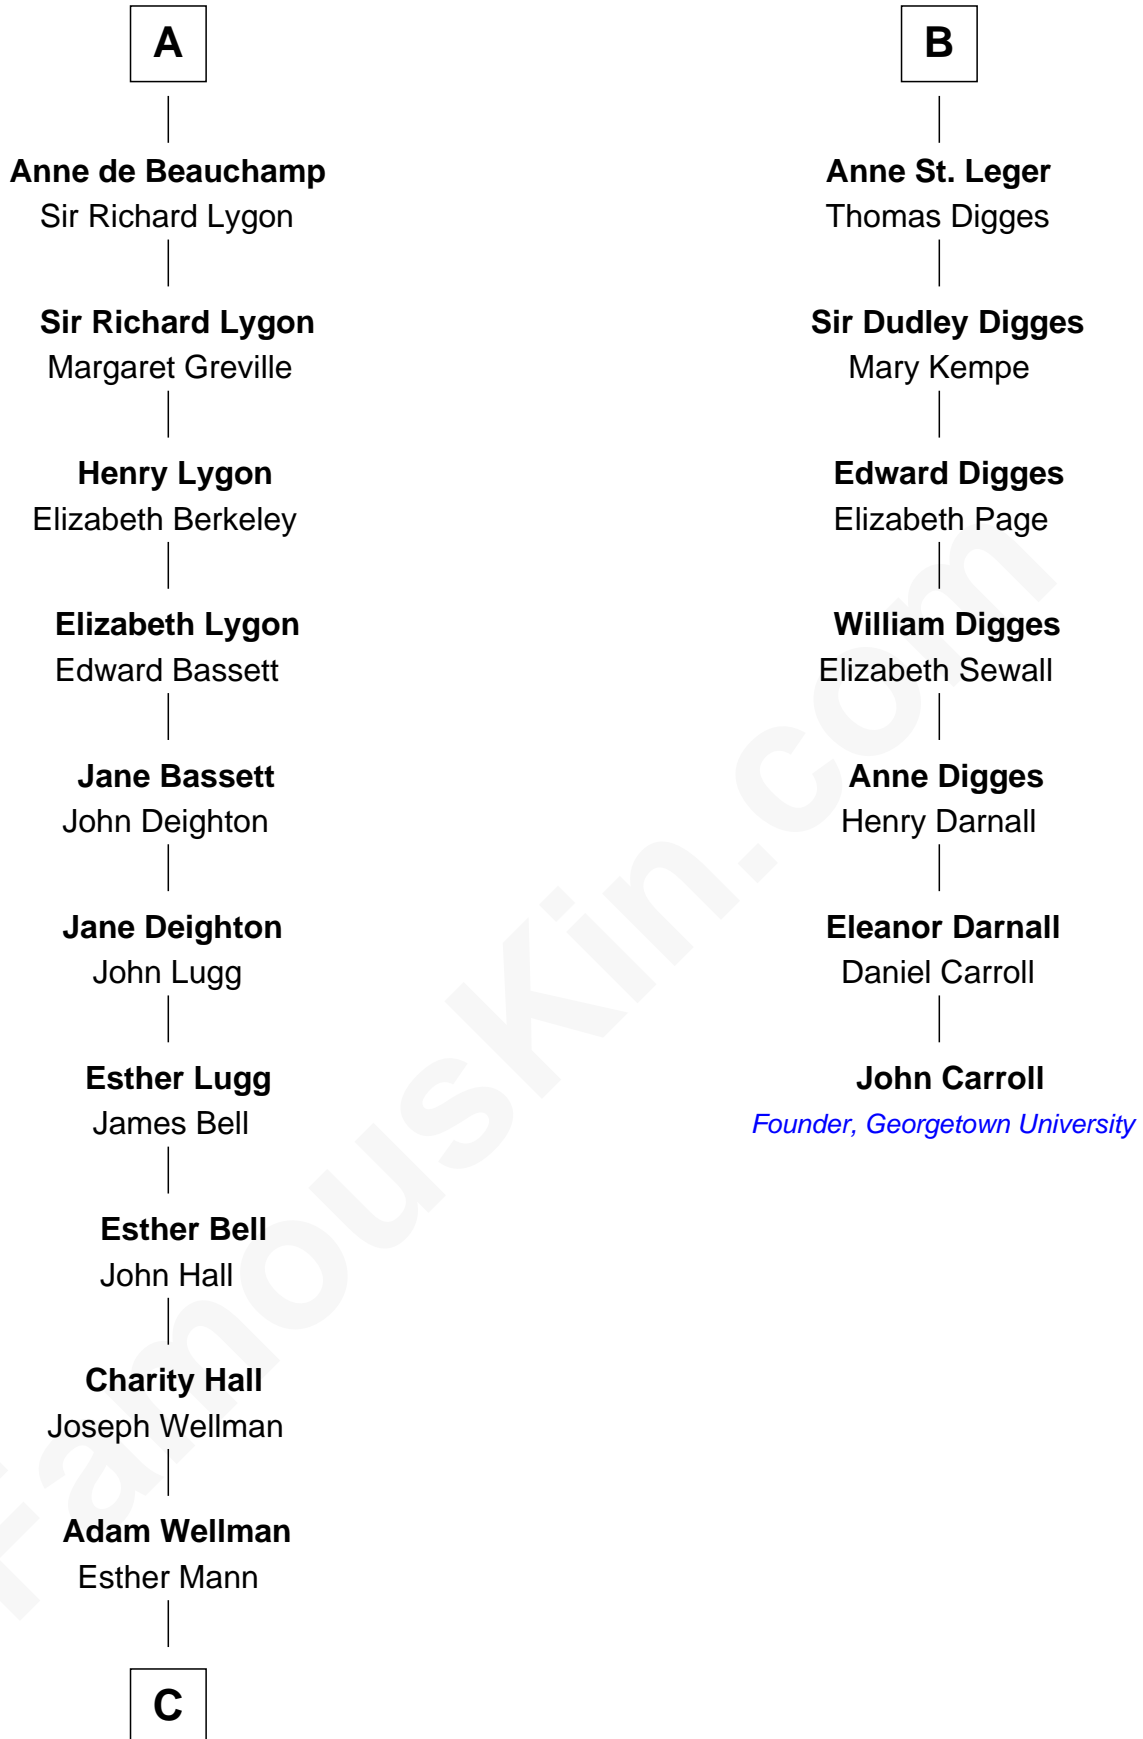 A
Anne de Beauchamp
Sir Richard Lygon
Sir Richard Lygon
Margaret Greville
Henry Lygon
Elizabeth Berkeley
Elizabeth Lygon
Edward Bassett
Jane Bassett
John Deighton
Jane Deighton
John Lugg
Esther Lugg
James Bell
Esther Bell
John Hall
Charity Hall
Joseph Wellman
Adam Wellman
Esther Mann
C
B
Anne St. Leger
Thomas Digges
Sir Dudley Digges
Mary Kempe
Edward Digges
Elizabeth Page
William Digges
Elizabeth Sewall
Anne Digges
Henry Darnall
Eleanor Darnall
Daniel Carroll
John Carroll
Founder, Georgetown University
FamousKin.com